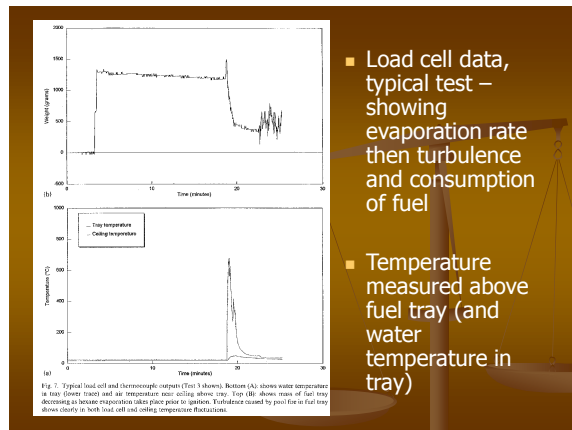 2000
1500
1000
500
0
-500
0
10
20
30
Weight (grams)
(b)
Time (minutes)
1000
800
600
400
200
0
0
10
20
30
Tray temperature
Ceiling temperature
Temperature (°C)
(a)
Time (minutes)
Fig. 7. Typical load cell and thermocouple outputs (Test 3 shown). Bottom (A): shows water temperature
in tray (lower trace) and air temperature near ceiling above tray. Top (B): shows mass of fuel tray
decreasing as hexane evaporation takes place prior to ignition. Turbulence caused by pool fire in fuel tray
shows clearly in both load cell and ceiling temperature fluctuations.
Load cell data,
typical test –
showing
evaporation rate
then turbulence
and consumption
of fuel
Temperature
measured above
fuel tray (and
water
temperature in
tray)